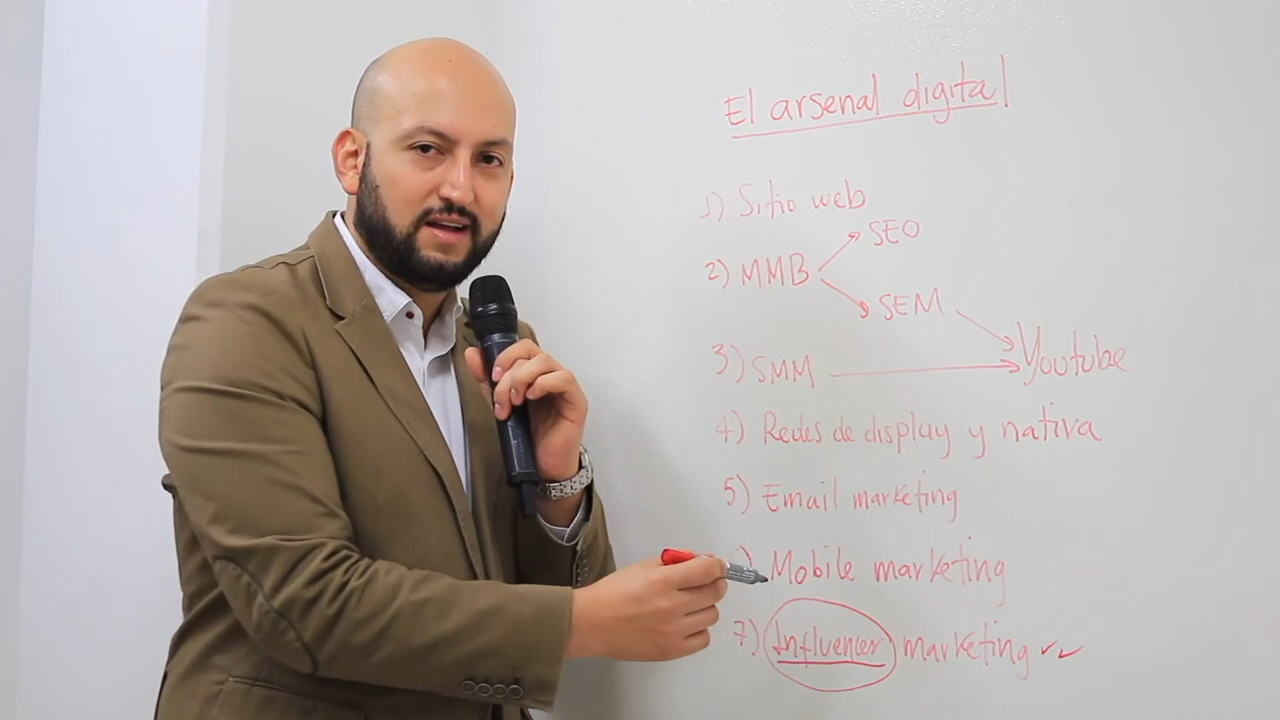 El arsenal digital
1) Sitio web
SEO
2) MMB
SEM
3) SMM
Youtube
4) Redes de display y nativa
5) Email marketing
) Mobile marketing
7) Influencer marketing